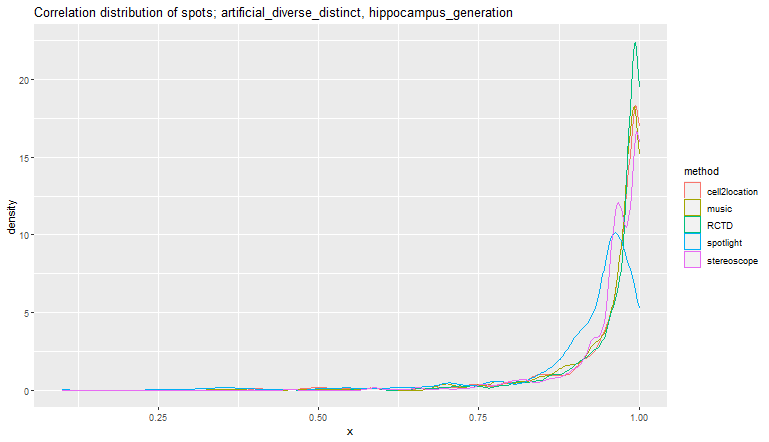 Correlation distribution of spots; artificial_diverse_distinct, hippocampus_generation
20
15
10
5
0
density
0.25
0.50
0.75
1.00
x
method
cell2location
music
RCTD
spotlight
stereoscope